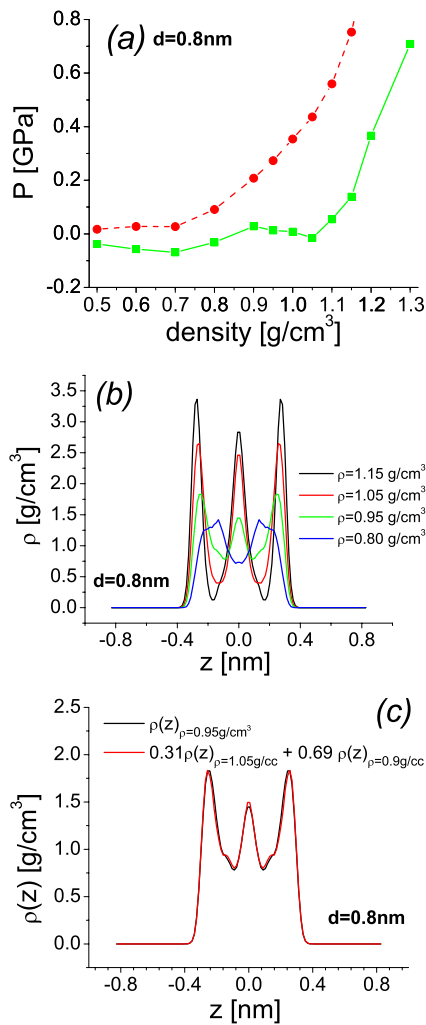 (a) d=0.8nm
0.8
0.6
0.4
0.2
0.0
-0.2
P [GPa]
0.5 0.6 0.7 0.8 0.9 1.0 1.1 1.2 1.3
density [g/cm³]
(b)
3.5
3.0
2.5
2.0
1.5
1.0
0.5
0.0
ρ [g/cm³]
ρ=1.15 g/cm³
ρ=1.05 g/cm³
ρ=0.95 g/cm³
ρ=0.80 g/cm³
d=0.8nm
-0.8 -0.4 0.0 0.4 0.8
z [nm]
(c)
2.5
2.0
1.5
1.0
0.5
0.0
ρ(z) [g/cm³]
ρ(z)ρ=0.95g/cm³
0.31ρ(z)ρ=1.05g/cc + 0.69 ρ(z)ρ=0.9g/cc
d=0.8nm
-0.8 -0.4 0.0 0.4 0.8
z [nm]